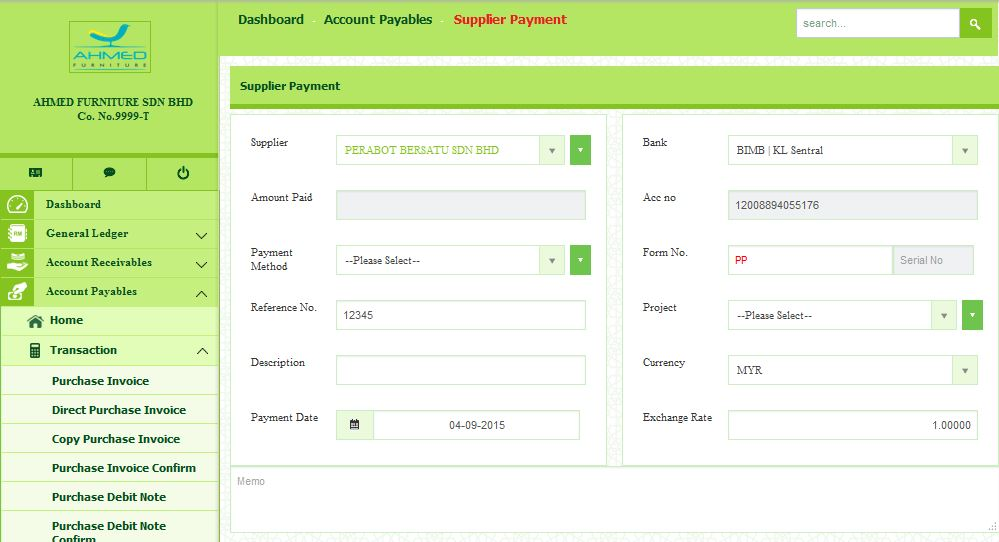 Dashboard - Account Payables - Supplier Payment
search...
AHMED
FURNITURE
AHMED FURNITURE SDN BHD
Co. No.9999-T
Dashboard
RM General Ledger
Account Receivables
Account Payables
Home
Transaction
Purchase Invoice
Direct Purchase Invoice
Copy Purchase Invoice
Purchase Invoice Confirm
Purchase Debit Note
Purchase Debit Note
Confirm
Supplier Payment
Supplier PERABOT BERSATU SDN BHD
Amount Paid
Payment
Method --Please Select--
Reference No. 12345
Description
Payment Date 04-09-2015
Bank BIMB | KL Sentral
Acc no 12008894055176
Form No. PP Serial No
Project --Please Select--
Currency MYR
Exchange Rate 1.00000
Memo